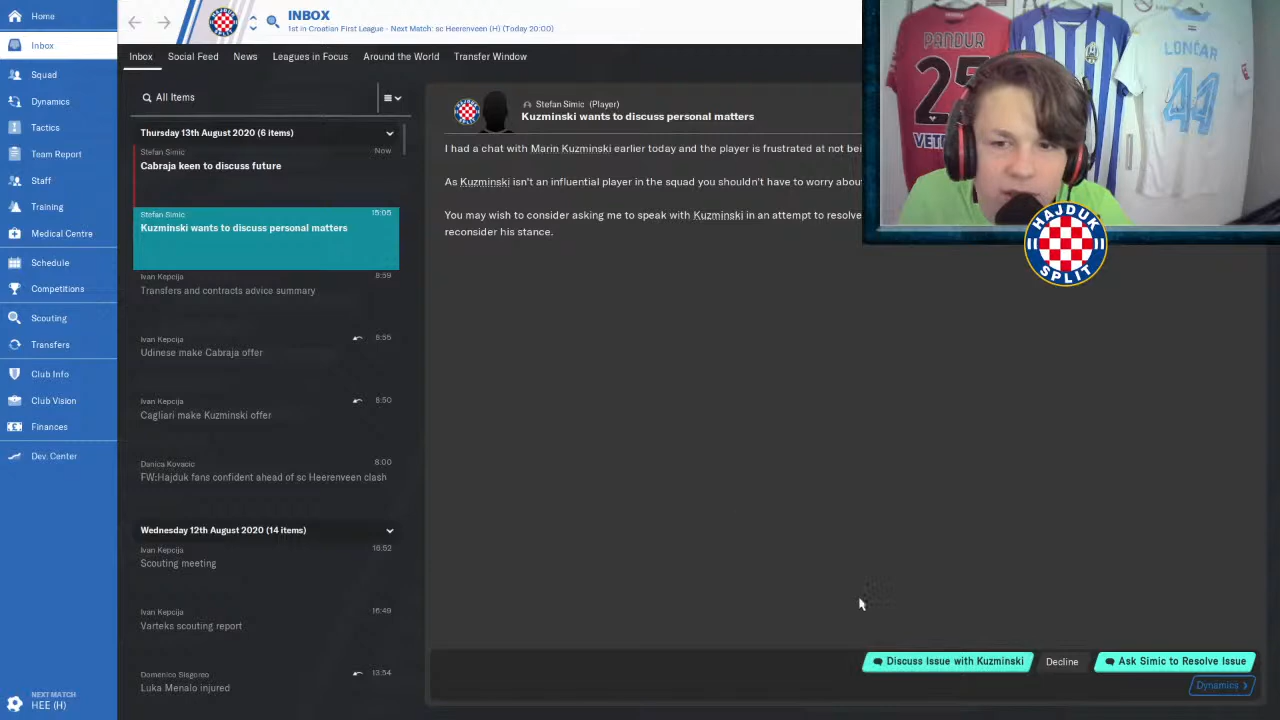 Home
INBOX
1st in Croatian First League - Next Match: sc Heerenveen (H) (Today 20:00)
Inbox
Squad
Dynamics
Tactics
Team Report
Staff
Training
Medical Centre
Schedule
Competitions
Scouting
Transfers
Club Info
Club Vision
Finances
Dev. Center
NEXT MATCH
HEE (H)
Inbox Social Feed News Leagues in Focus Around the World Transfer Window
All Items
Thursday 13th August 2020 (6 items)
Stefan Simic Now
Cabraja keen to discuss future
Stefan Simic 15:05
Kuzminski wants to discuss personal matters
Ivan Kepcija 8:59
Transfers and contracts advice summary
Ivan Kepcija 8:55
Udinese make Cabraja offer
Ivan Kepcija 8:50
Cagliari make Kuzminski offer
Danica Kovacic 8:00
FW:Hajduk fans confident ahead of sc Heerenveen clash
Wednesday 12th August 2020 (14 items)
Ivan Kepcija 16:52
Scouting meeting
Ivan Kepcija 16:49
Varteks scouting report
Domenico Sisgoreo 13:54
Luka Menalo injured
Stefan Simic (Player)
Kuzminski wants to discuss personal matters
I had a chat with Marin Kuzminski earlier today and the player is frustrated at not bei
As Kuzminski isn't an influential player in the squad you shouldn't have to worry about
You may wish to consider asking me to speak with Kuzminski in an attempt to resolve
reconsider his stance.
Discuss Issue with Kuzminski
Decline
Ask Simic to Resolve Issue
Dynamics
PANDUR
25
LONČAR
44
HAJDUK
SPLIT